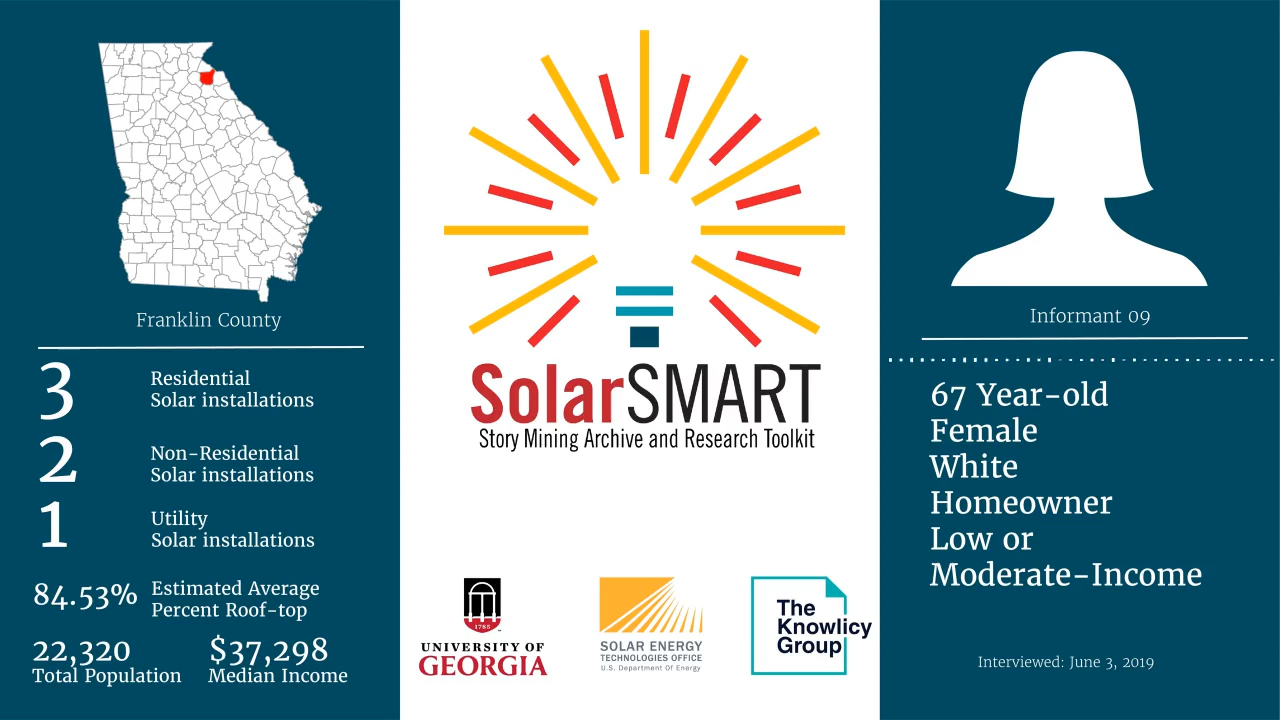 Franklin County
3
Residential
Solar installations
2
Non-Residential
Solar installations
1
Utility
Solar installations
84.53%
Estimated Average
Percent Roof-top
22,320
Total Population
$37,298
Median Income
SolarSMART
Story Mining Archive and Research Toolkit
1785
UNIVERSITY OF
GEORGIA
SOLAR ENERGY
TECHNOLOGIES OFFICE
U.S. Department Of Energy
The
Knowlicy
Group
Informant 09
67 Year-old
Female
White
Homeowner
Low or
Moderate-Income
Interviewed: June 3, 2019